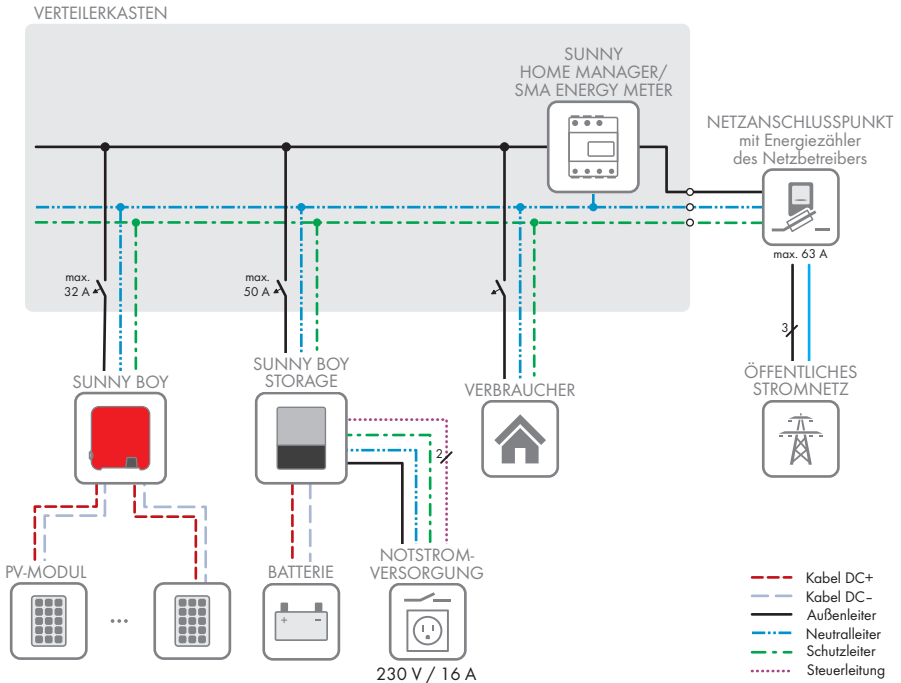 VERTEILERKASTEN
SUNNY
HOME MANAGER/
SMA ENERGY METER
NETZANSCHLUSSPUNKT
mit Energiezähler
des Netzbetreibers
max. 63 A
max.
32 A
max.
50 A
3
SUNNY BOY
SUNNY BOY
STORAGE
VERBRAUCHER
ÖFFENTLICHES
STROMNETZ
2
PV-MODUL
...
BATTERIE
+ -
NOTSTROM-
VERSORGUNG
230 V / 16 A
Kabel DC+
Kabel DC–
Außenleiter
Neutralleiter
Schutzleiter
Steuerleitung